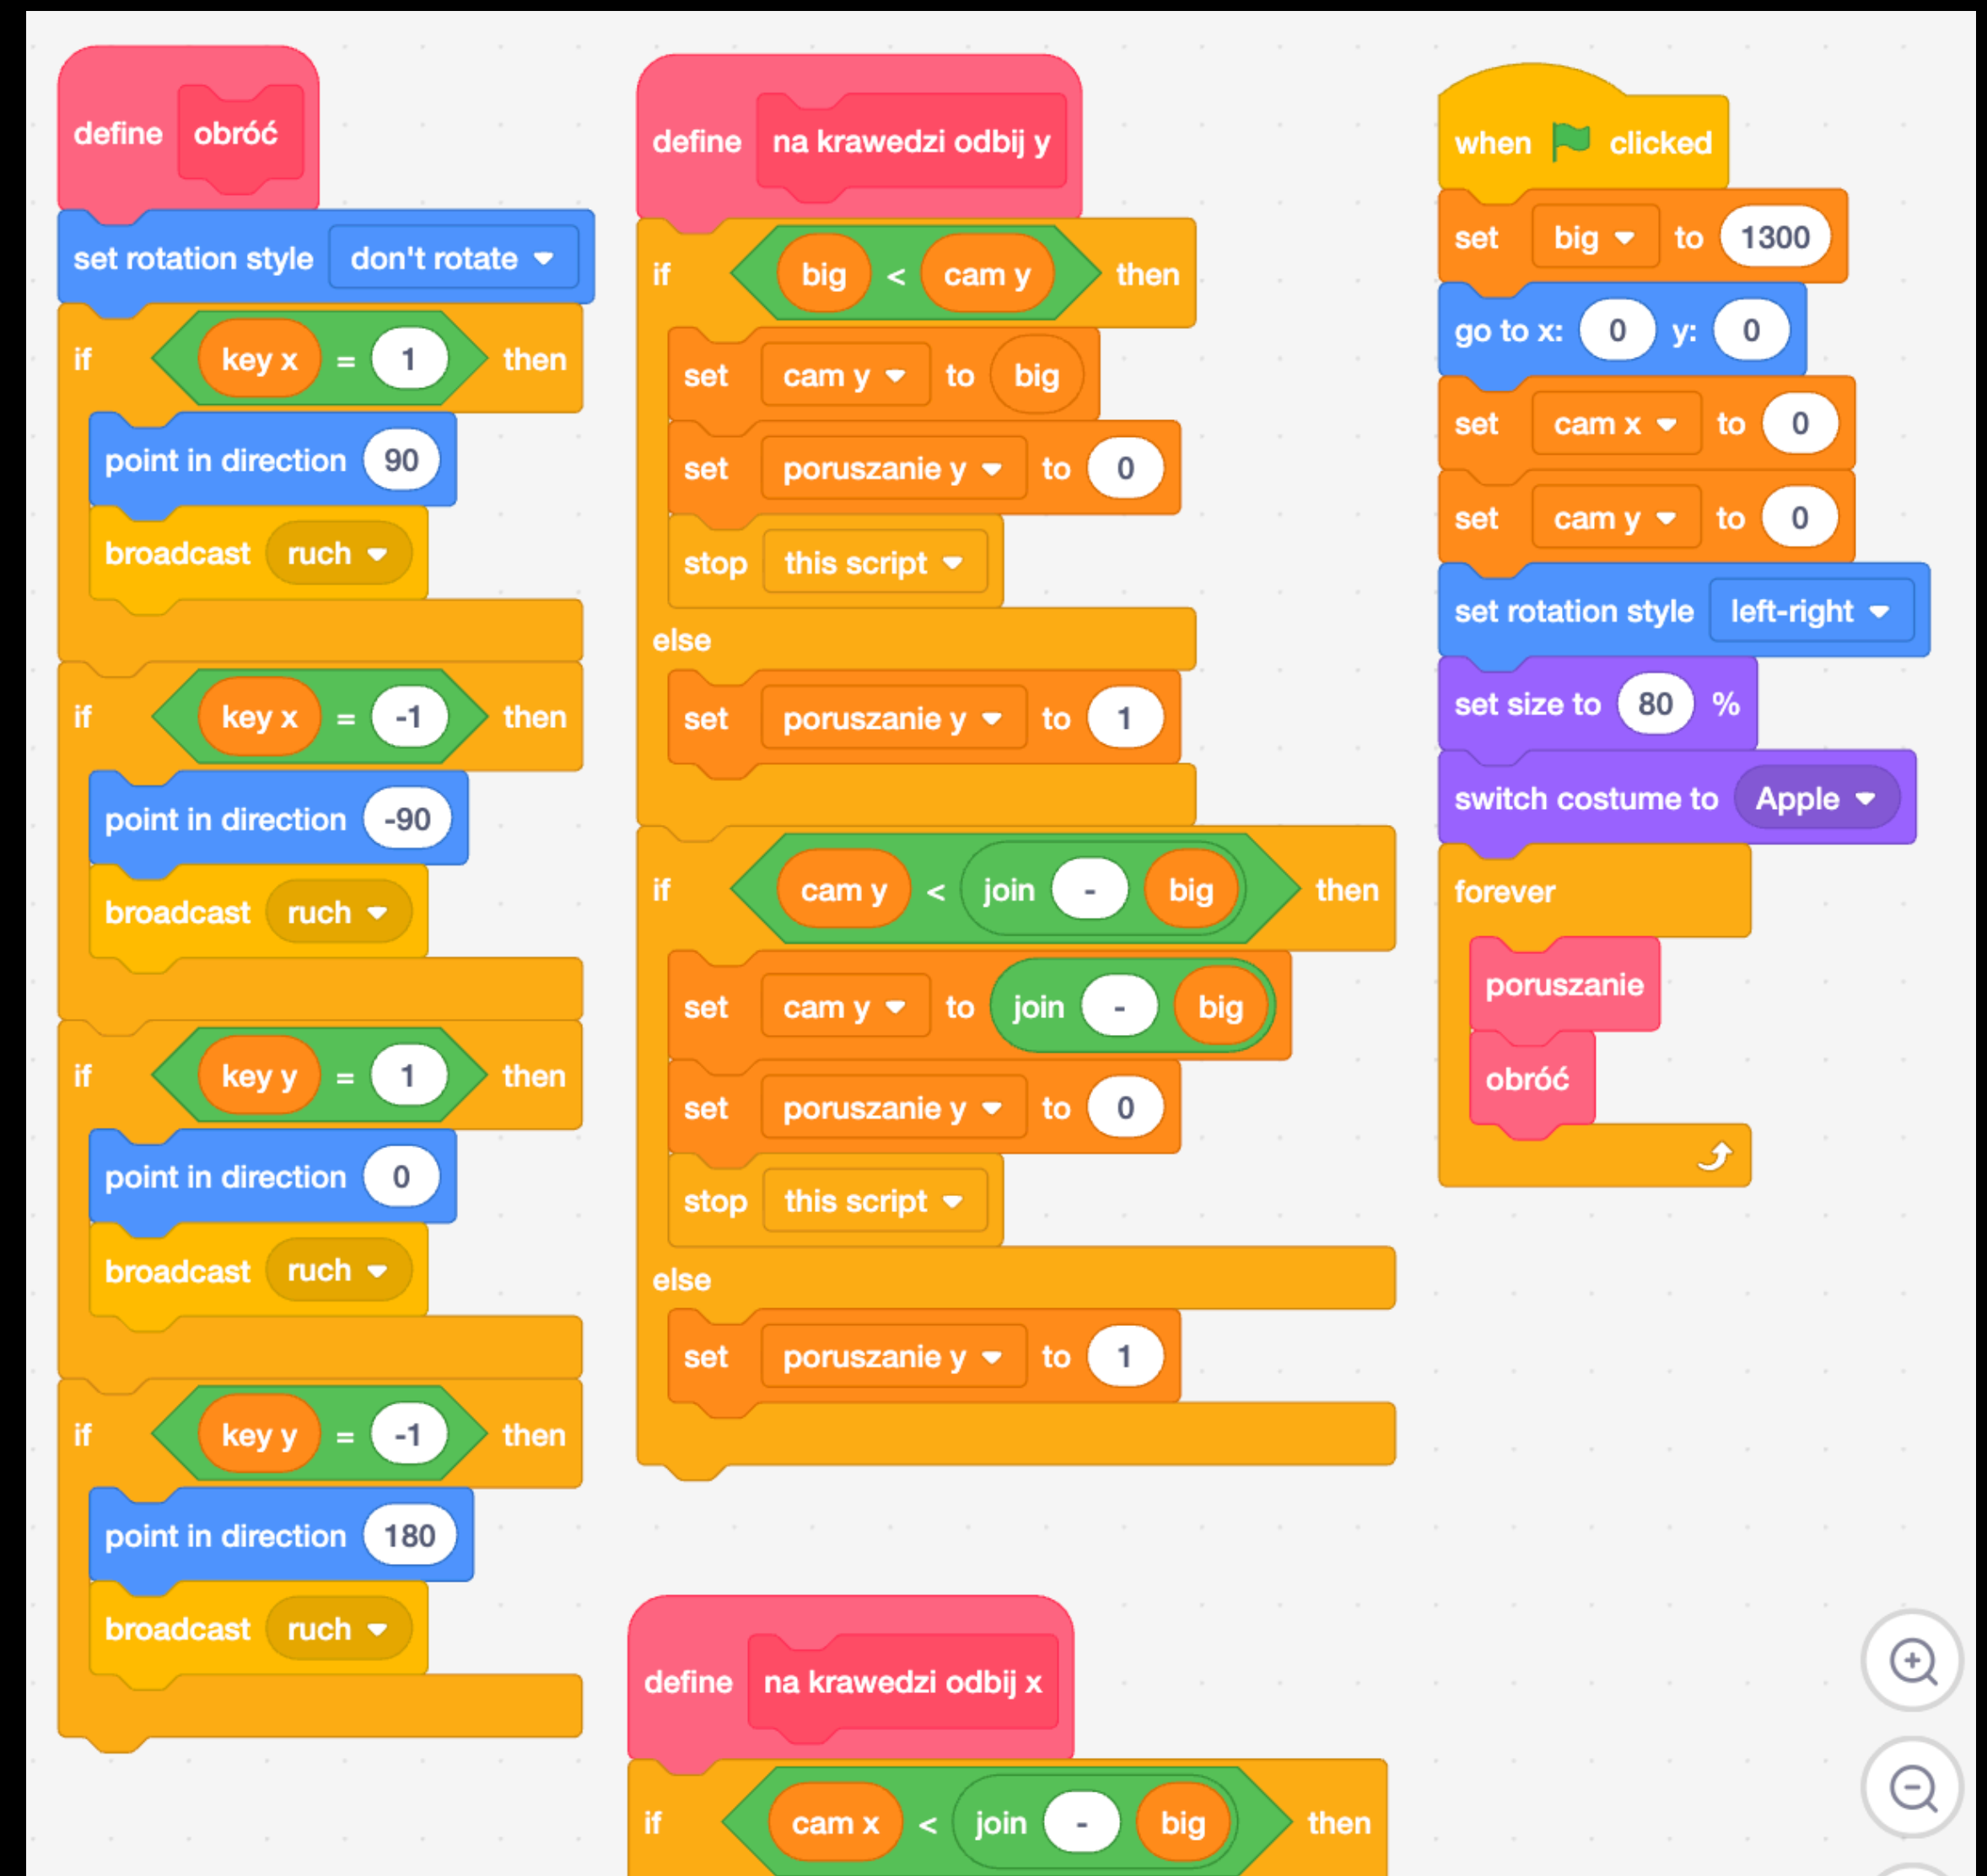 define obróć
set rotation style don't rotate
if key x = 1 then
point in direction 90
broadcast ruch
if key x = -1 then
point in direction -90
broadcast ruch
if key y = 1 then
point in direction 0
broadcast ruch
if key y = -1 then
point in direction 180
broadcast ruch
define na krawedzi odbij y
if big < cam y then
set cam y to big
set poruszanie y to 0
stop this script
else
set poruszanie y to 1
if cam y < join - big then
set cam y to join - big
set poruszanie y to 0
stop this script
else
set poruszanie y to 1
define na krawedzi odbij x
if cam x < join - big then
when clicked
set big to 1300
go to x: 0 y: 0
set cam x to 0
set cam y to 0
set rotation style left-right
set size to 80 %
switch costume to Apple
forever
poruszanie
obróć